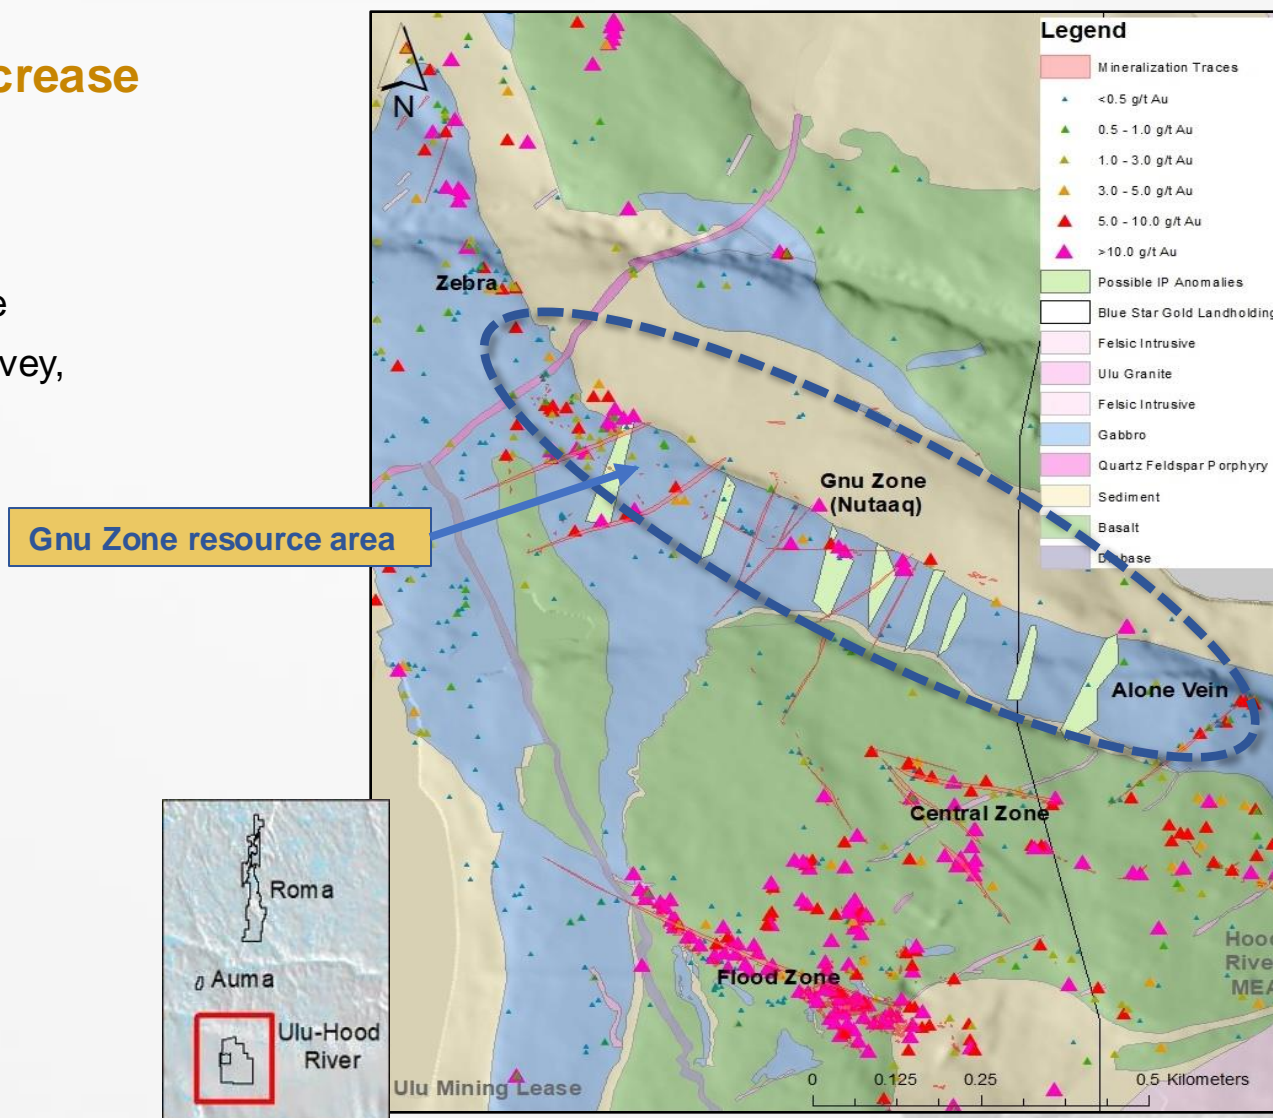 crease
e
vey,
Gnu Zone resource area
N
Zebra
Gnu Zone
(Nutaaq)
Alone Vein
Central Zone
Flood Zone
Hood
River
MEA
Ulu Mining Lease
0 0.125 0.25 0.5 Kilometers
Legend
Mineralization Traces
<0.5 g/t Au
0.5 - 1.0 g/t Au
1.0 - 3.0 g/t Au
3.0 - 5.0 g/t Au
5.0 - 10.0 g/t Au
>10.0 g/t Au
Possible IP Anomalies
Blue Star Gold Landholding
Felsic Intrusive
Ulu Granite
Felsic Intrusive
Gabbro
Quartz Feldspar Porphyry
Sediment
Basalt
Diabase
Roma
Auma
Ulu-Hood
River